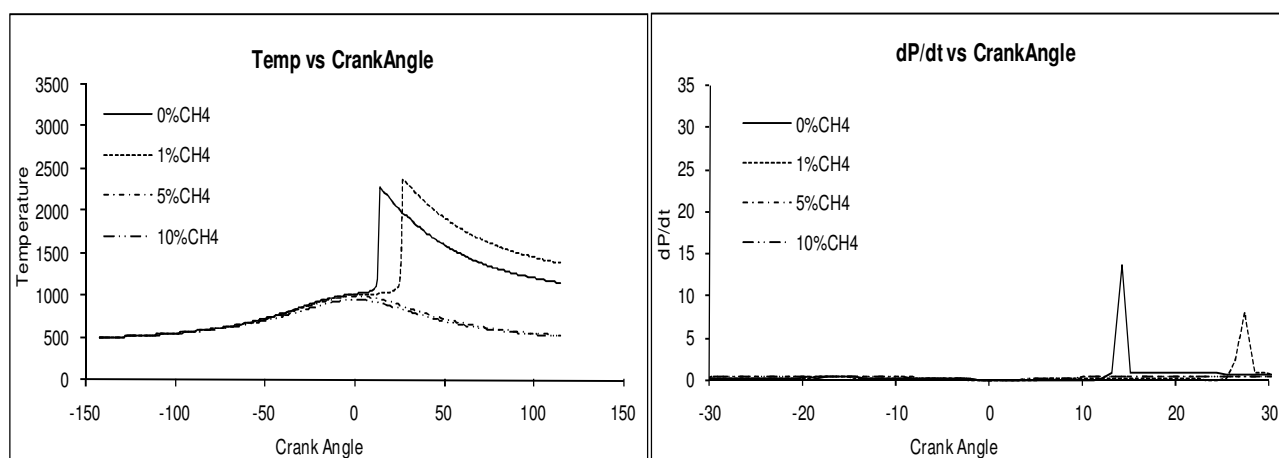 Temp vs CrankAngle
3500
3000
2500
2000
1500
1000
500
0
Temperature
0%CH4
1%CH4
5%CH4
10%CH4
-150
-100
-50
0
50
100
150
Crank Angle
dP/dt vs CrankAngle
35
30
25
20
15
10
5
0
dP/dt
0%CH4
1%CH4
5%CH4
10%CH4
-30
-20
-10
0
10
20
30
Crank Angle